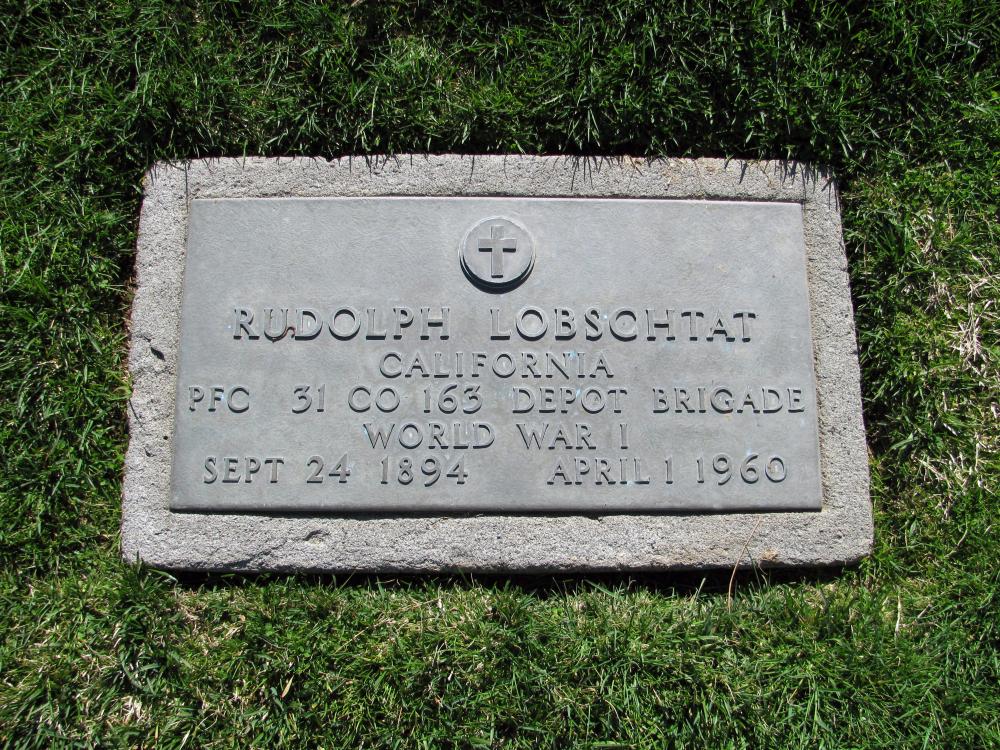 RUDOLPH LOBSCHTAT
CALIFORNIA
PFC 31 CO 163 DEPOT BRIGADE
WORLD WAR I
SEPT 24 1894 APRIL 1 1960